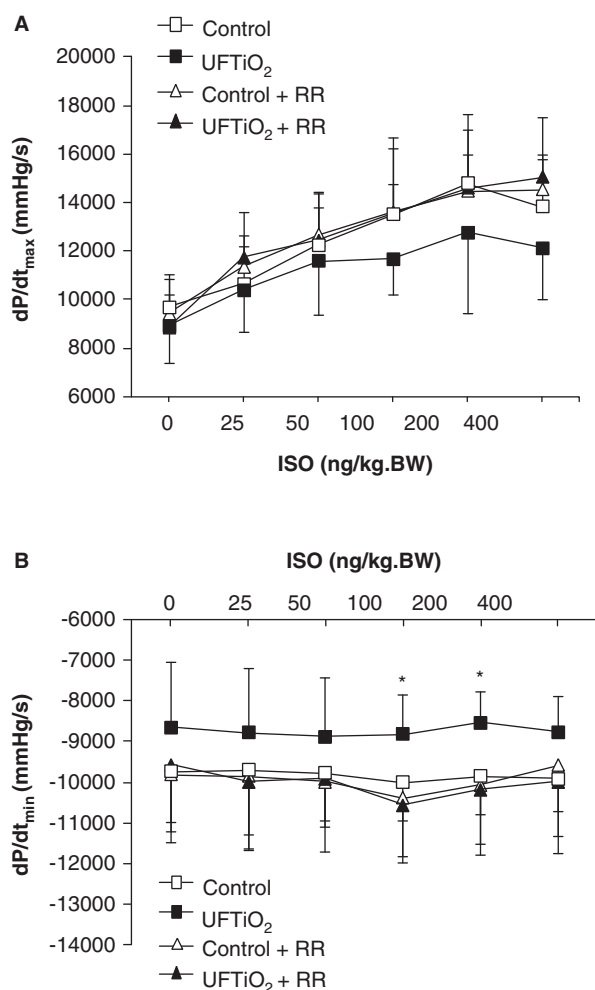 A
Control
UFTiO2
Control + RR
UFTiO2 + RR
20000
18000
16000
14000
12000
10000
8000
6000
dP/dtmax (mmHg/s)
0 25 50 100 200 400
ISO (ng/kg.BW)
B
ISO (ng/kg.BW)
0 25 50 100 200 400
-6000
-7000
-8000
-9000
-10000
-11000
-12000
-13000
-14000
dP/dtmin (mmHg/s)
* *
Control
UFTiO2
Control + RR
UFTiO2 + RR